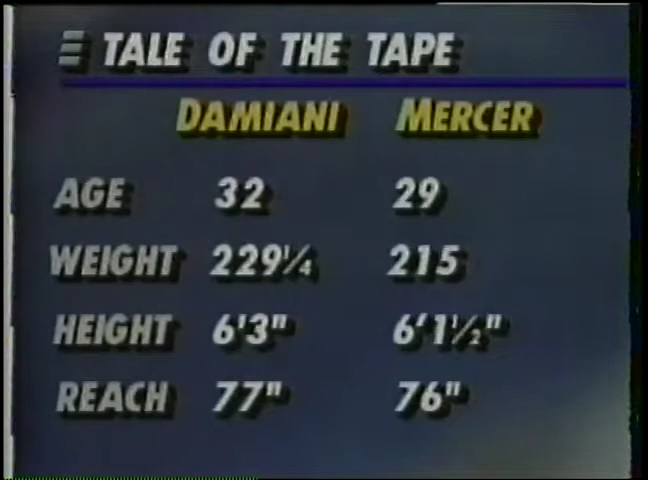 TALE OF THE TAPE
DAMIANI MERCER
AGE 32 29
WEIGHT 229¼ 215
HEIGHT 6'3" 6'1½"
REACH 77" 76"